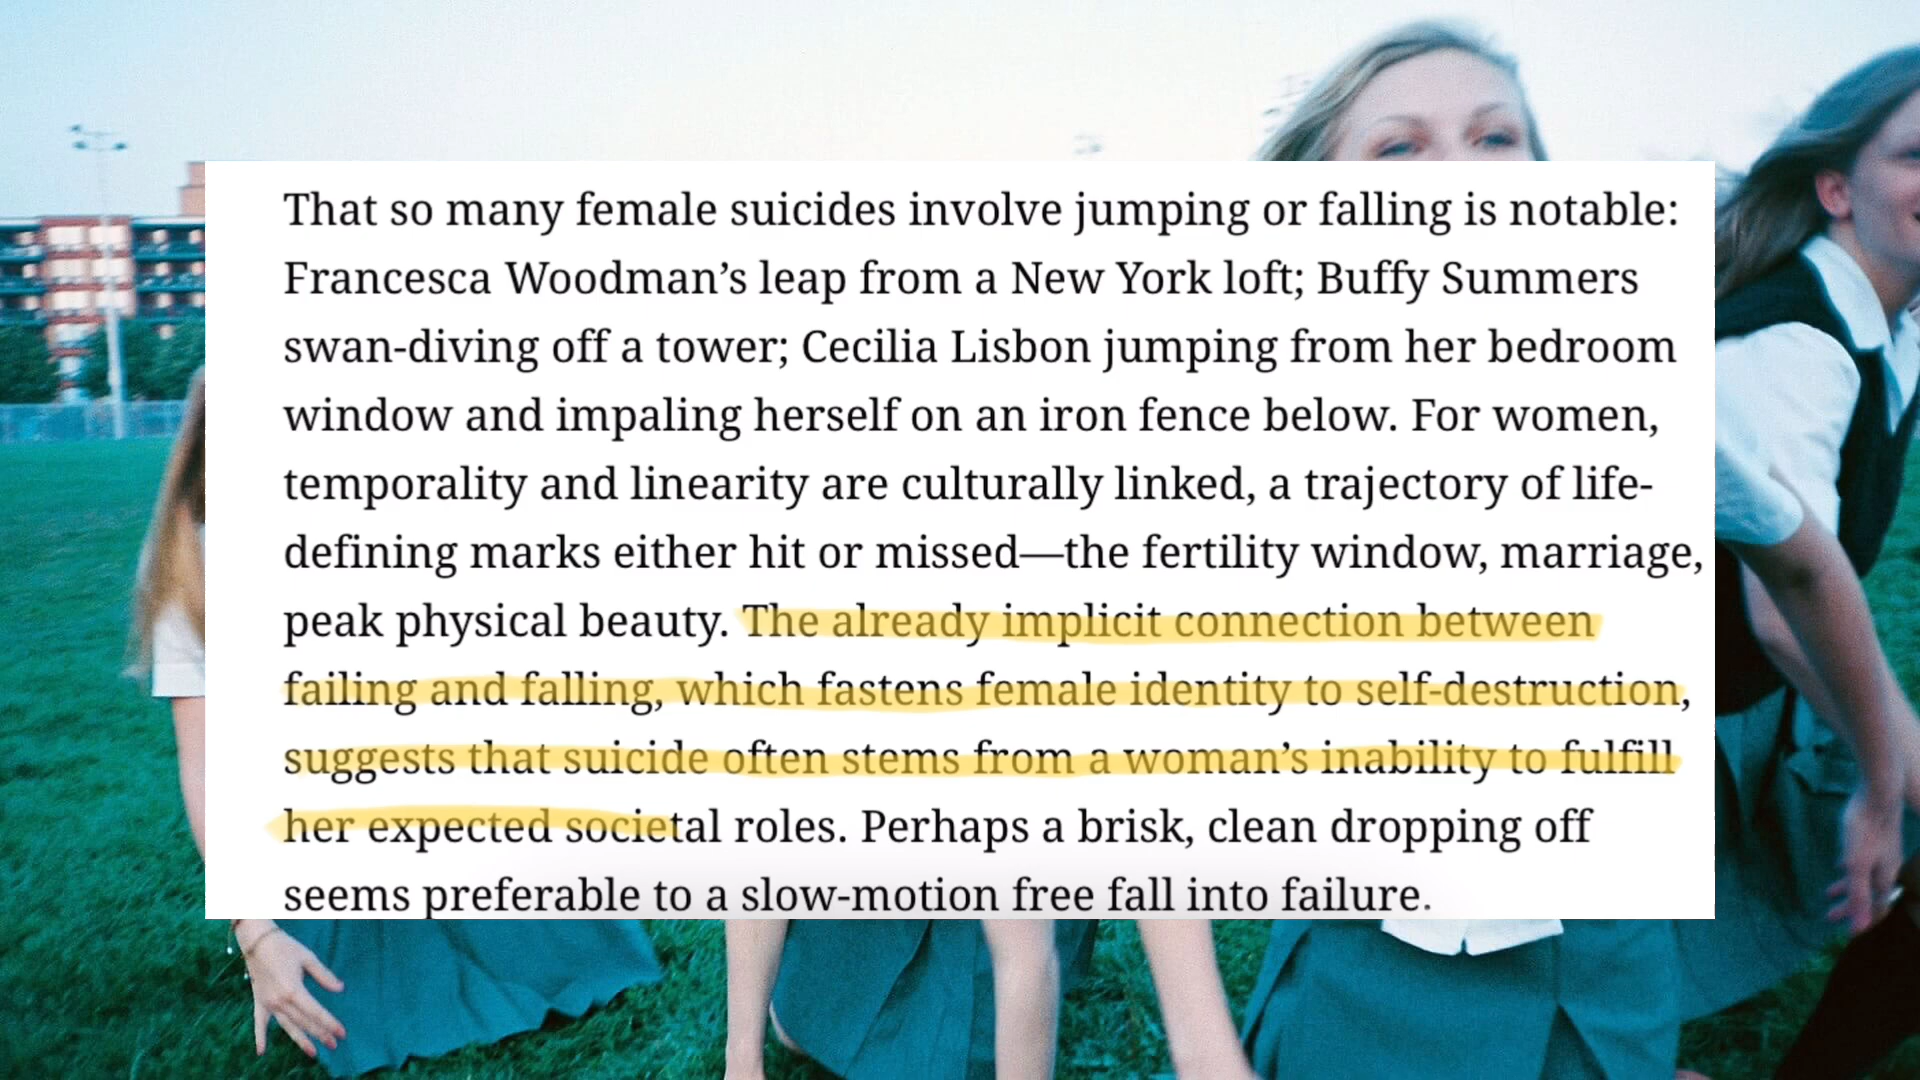 That so many female suicides involve jumping or falling is notable:
Francesca Woodman’s leap from a New York loft; Buffy Summers
swan-diving off a tower; Cecilia Lisbon jumping from her bedroom
window and impaling herself on an iron fence below. For women,
temporality and linearity are culturally linked, a trajectory of life-
defining marks either hit or missed—the fertility window, marriage,
peak physical beauty. The already implicit connection between
failing and falling, which fastens female identity to self-destruction,
suggests that suicide often stems from a woman’s inability to fulfill
her expected societal roles. Perhaps a brisk, clean dropping off
seems preferable to a slow-motion free fall into failure.